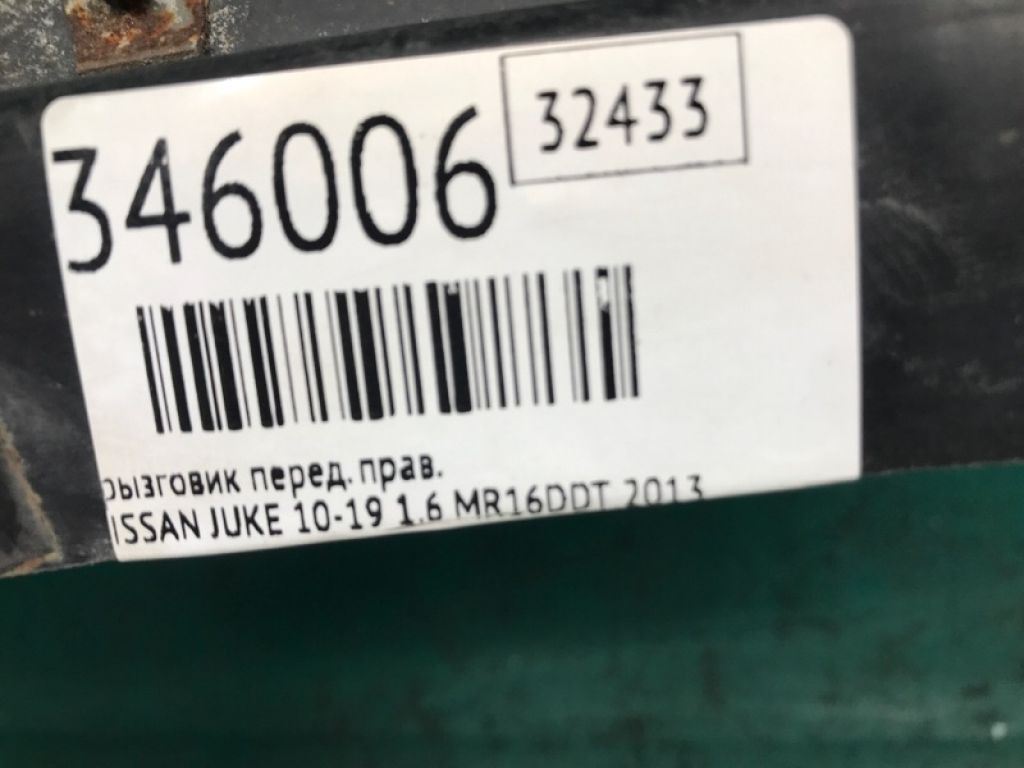 346006
32433
рызговик перед. прав.
ISSAN JUKE 10-19 1.6 MR16DDT 2013